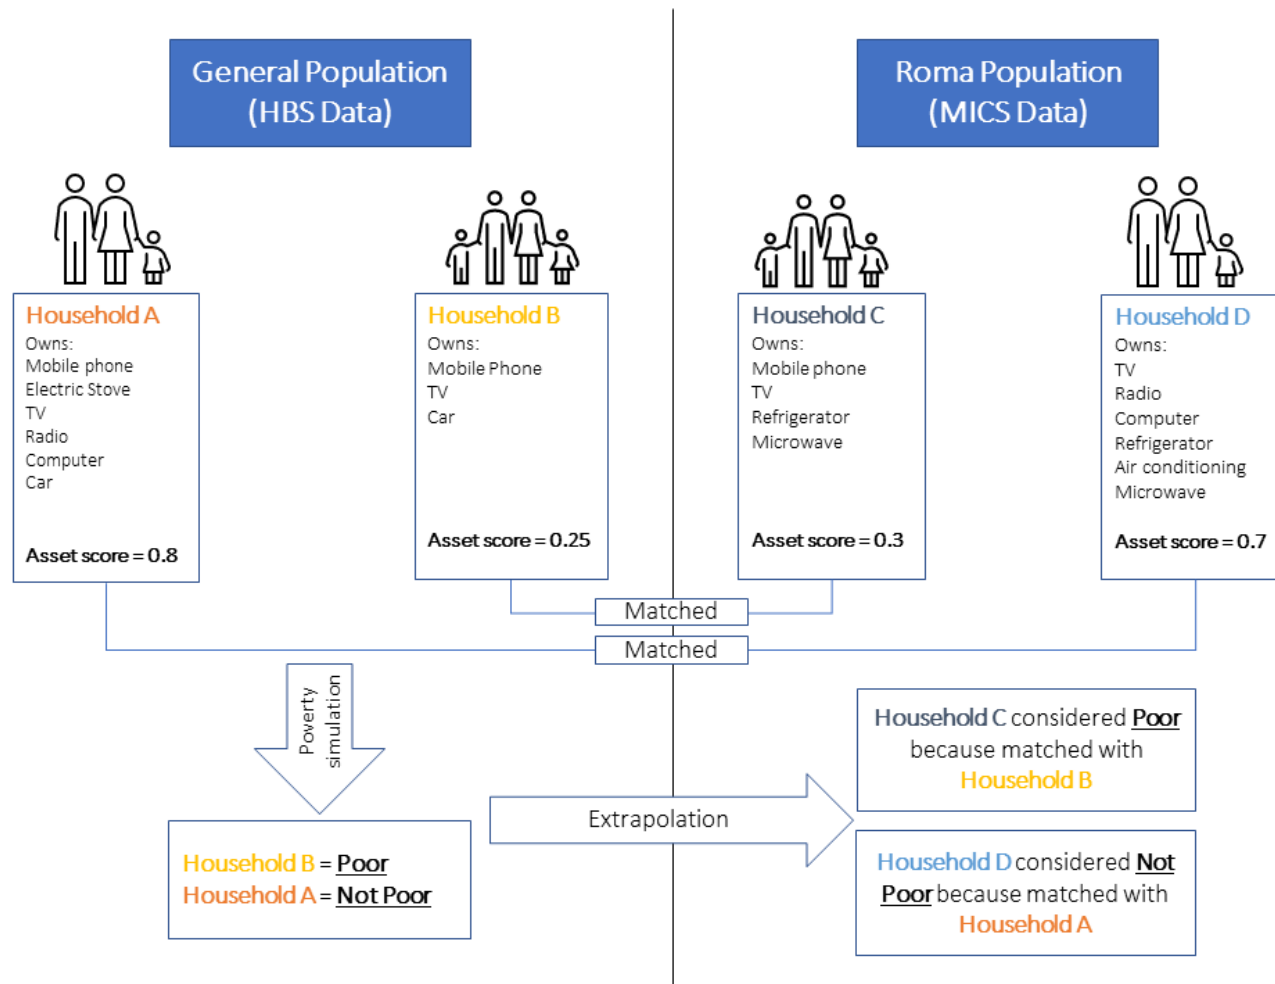 General Population
(HBS Data)
Roma Population
(MICS Data)
Household A
Owns:
Mobile phone
Electric Stove
TV
Radio
Computer
Car
Asset score = 0.8
Household B
Owns:
Mobile Phone
TV
Car
Asset score = 0.25
Household C
Owns:
Mobile phone
TV
Refrigerator
Microwave
Asset score = 0.3
Household D
Owns:
TV
Radio
Computer
Refrigerator
Air conditioning
Microwave
Asset score = 0.7
Matched
Matched
Poverty
simulation
Household B = Poor
Household A = Not Poor
Extrapolation
Household C considered Poor
because matched with
Household B
Household D considered Not
Poor because matched with
Household A